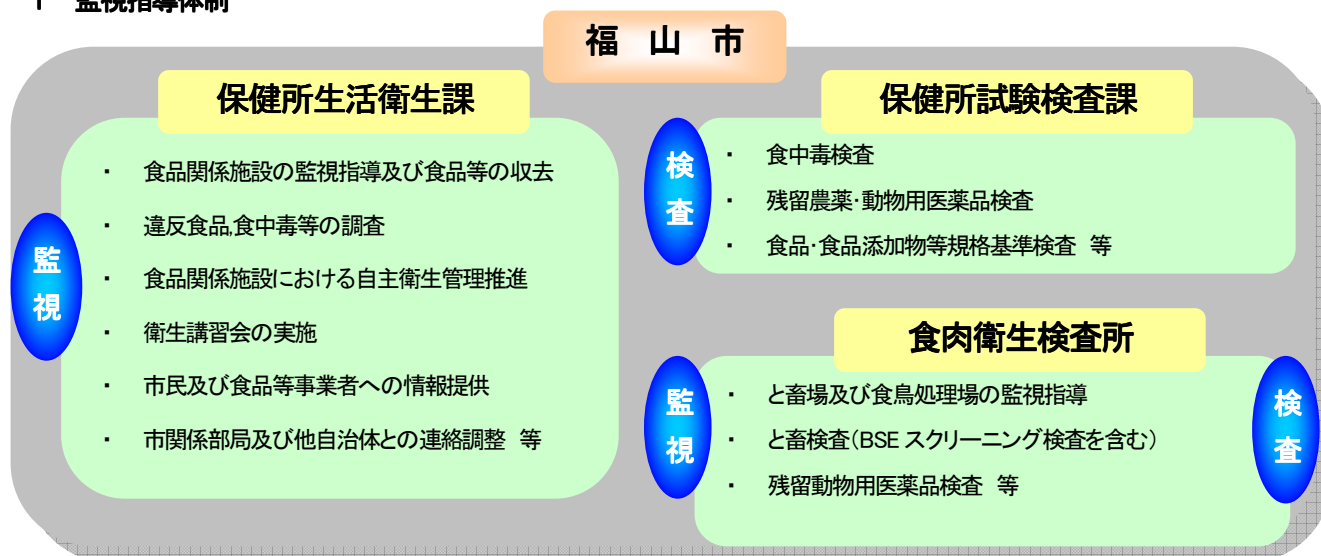 1 監視指導体制
福 山 市
保健所生活衛生課
監視
・ 食品関係施設の監視指導及び食品等の収去
・ 違反食品,食中毒等の調査
・ 食品関係施設における自主衛生管理推進
・ 衛生講習会の実施
・ 市民及び食品等事業者への情報提供
・ 市関係部局及び他自治体との連絡調整 等
保健所試験検査課
検査
・ 食中毒検査
・ 残留農薬・動物用医薬品検査
・ 食品・食品添加物等規格基準検査 等
食肉衛生検査所
監視
・ と畜場及び食鳥処理場の監視指導
・ と畜検査(BSE スクリーニング検査を含む)
・ 残留動物用医薬品検査 等
検査